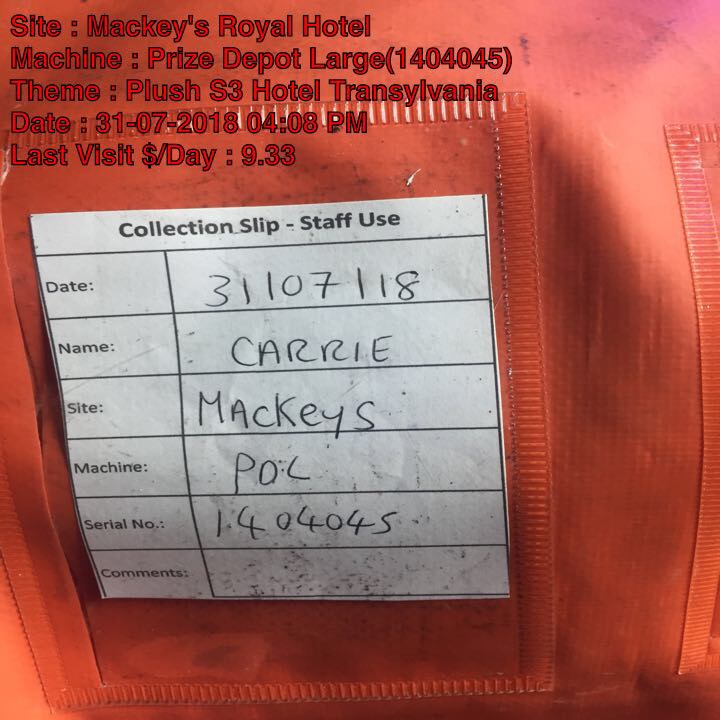 Site : Mackey's Royal Hotel
Machine : Prize Depot Large(1404045)
Theme : Plush S3 Hotel Transylvania
Date : 31-07-2018 04:08 PM
Last Visit $/Day : 9.33
Collection Slip - Staff Use
Date: 31/07/18
Name: CARRIE
Site: MACKEYS
Machine: PDL
Serial No.: 1404045
Comments: